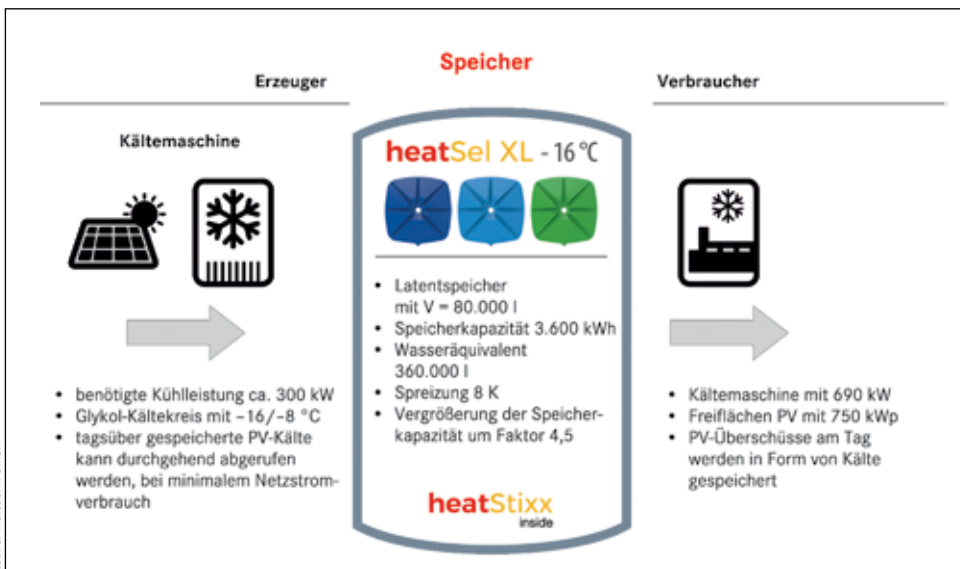 Speicher
Erzeuger
Verbraucher
Kältemaschine
heatSel XL - 16 °C
• Latentspeicher
mit V = 80.000 l
• Speicherkapazität 3.600 kWh
• Wasseräquivalent
360.000 l
• Spreizung 8 K
• Vergrößerung der Speicher-
kapazität um Faktor 4,5
heatStixx
inside
• benötigte Kühlleistung ca. 300 kW
• Glykol-Kältekreis mit –16/–8 °C
• tagsüber gespeicherte PV-Kälte
kann durchgehend abgerufen
werden, bei minimalem Netzstrom-
verbrauch
• Kältemaschine mit 690 kW
• Freiflächen PV mit 750 kWp
• PV-Überschüsse am Tag
werden in Form von Kälte
gespeichert